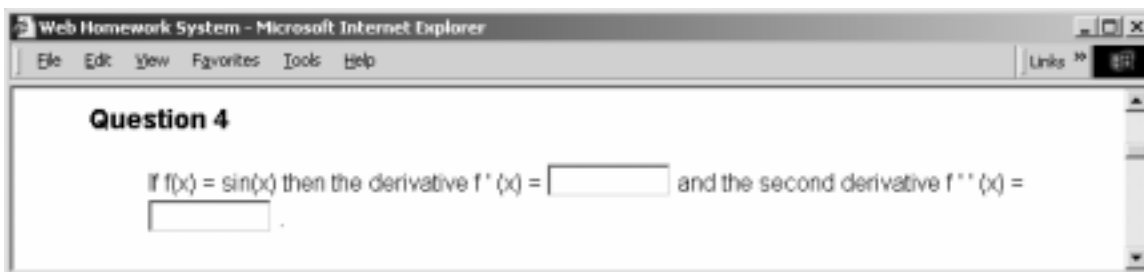 Web Homework System - Microsoft Internet Explorer
File Edit View Favorites Tools Help Links »
Question 4
If f(x) = sin(x) then the derivative f ' (x) = and the second derivative f ' ' (x) =
.